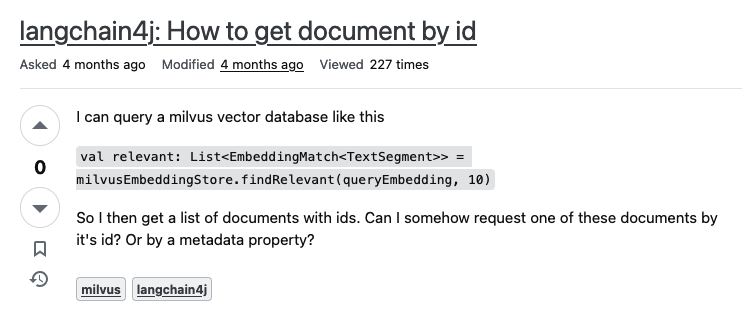 langchain4j: How to get document by id
Asked 4 months ago Modified 4 months ago Viewed 227 times
I can query a milvus vector database like this
val relevant: List<EmbeddingMatch<TextSegment>> =
milvusEmbeddingStore.findRelevant(queryEmbedding, 10)
0
So I then get a list of documents with ids. Can I somehow request one of these documents by
it's id? Or by a metadata property?
milvus langchain4j